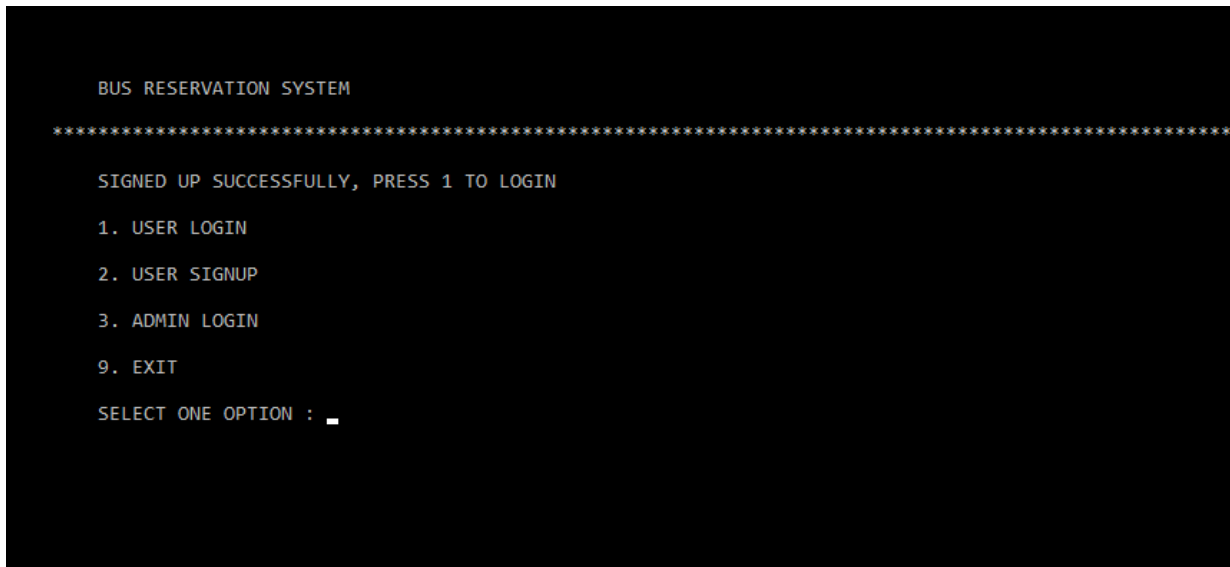 BUS RESERVATION SYSTEM
*******************************************************************************************************
SIGNED UP SUCCESSFULLY, PRESS 1 TO LOGIN
1. USER LOGIN
2. USER SIGNUP
3. ADMIN LOGIN
9. EXIT
SELECT ONE OPTION :